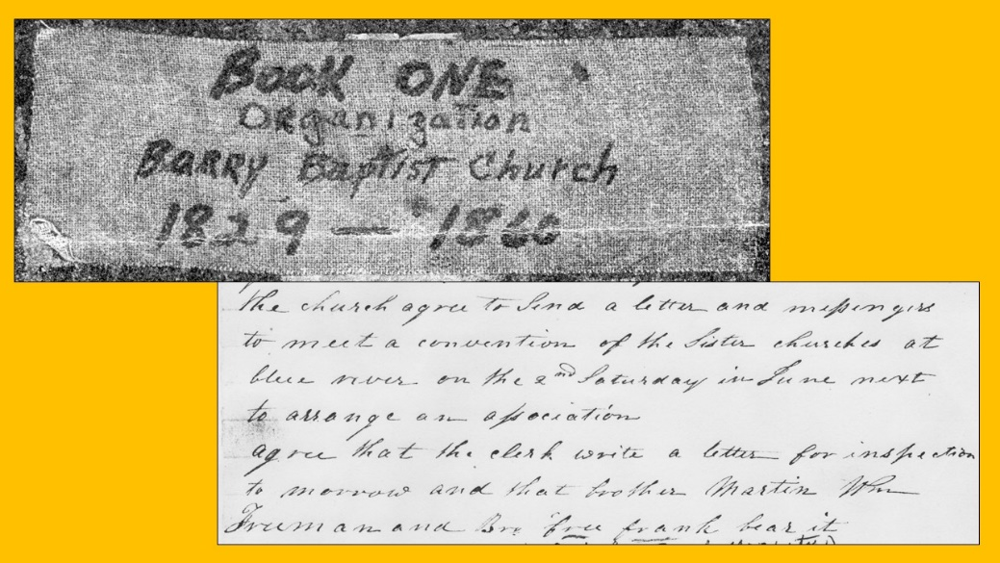 BOOK ONE
Organization
BARRY Baptist Church
1829 — 1860
the church agree to Send a letter and messengers
to meet a convention of the Sister churches at
blue river on the 2nd Saturday in June next
to arrange an association
agree that the clerk write a letter for inspection
to morrow and that brother Martin Wm
Freeman and Bro free frank bear it